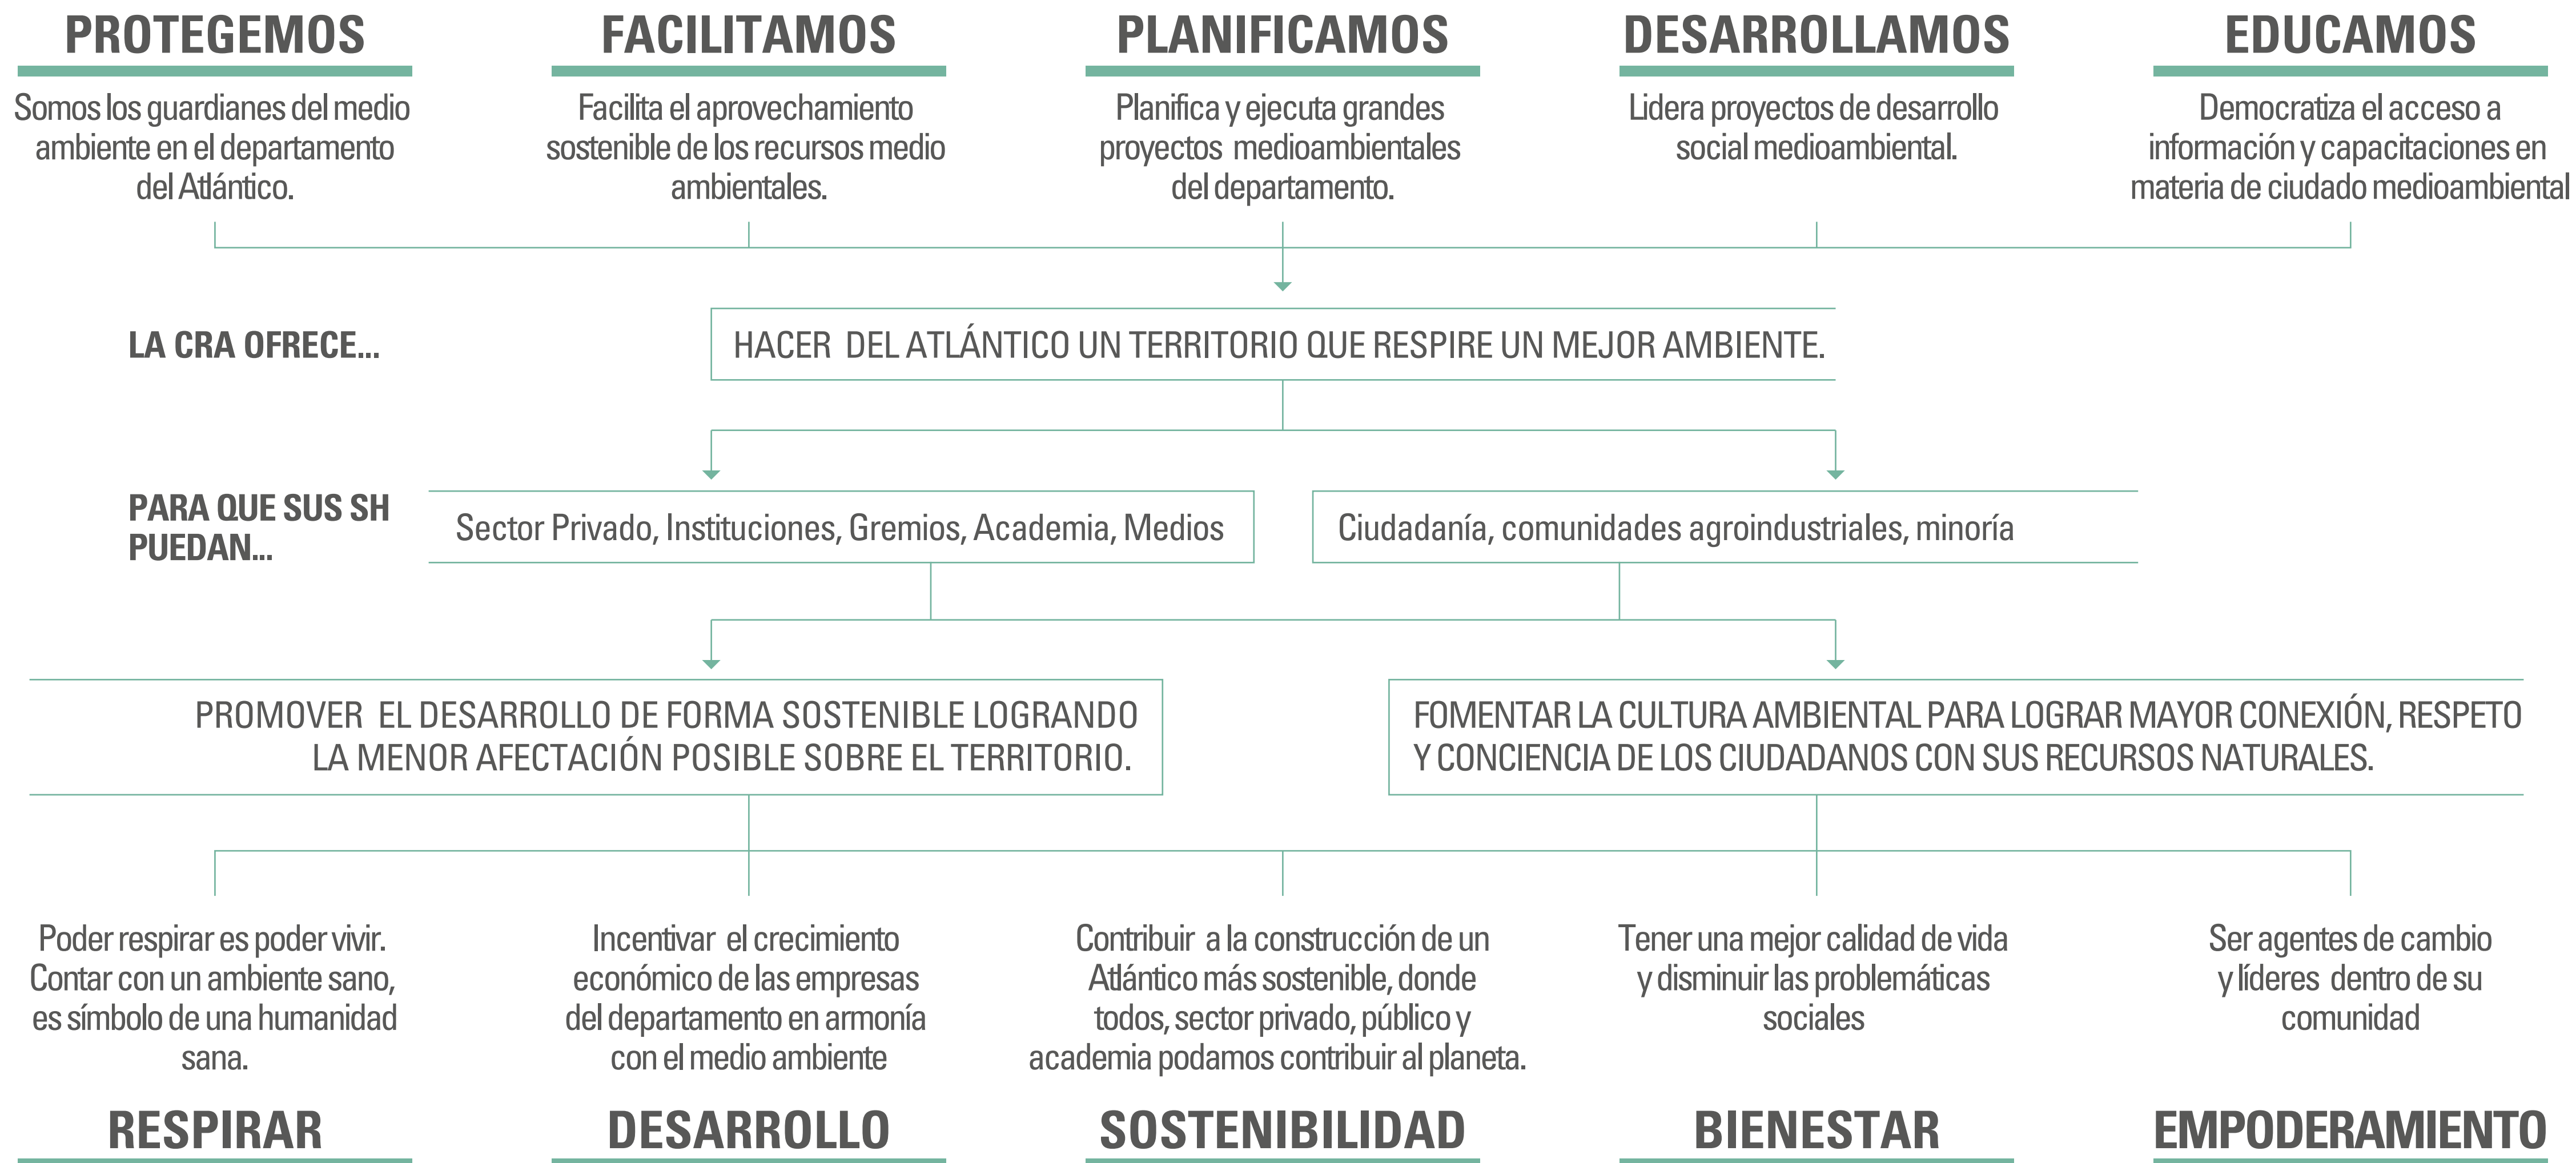 PROTEGEMOS
Somos los guardianes del medio
ambiente en el departamento
del Atlántico.
FACILITAMOS
Facilita el aprovechamiento
sostenible de los recursos medio
ambientales.
PLANIFICAMOS
Planifica y ejecuta grandes
proyectos medioambientales
del departamento.
DESARROLLAMOS
Lidera proyectos de desarrollo
social medioambiental.
EDUCAMOS
Democratiza el acceso a
información y capacitaciones en
materia de ciudado medioambiental
LA CRA OFRECE...
HACER DEL ATLÁNTICO UN TERRITORIO QUE RESPIRE UN MEJOR AMBIENTE.
PARA QUE SUS SH
PUEDAN...
Sector Privado, Instituciones, Gremios, Academia, Medios
Ciudadanía, comunidades agroindustriales, minoría
PROMOVER EL DESARROLLO DE FORMA SOSTENIBLE LOGRANDO
LA MENOR AFECTACIÓN POSIBLE SOBRE EL TERRITORIO.
FOMENTAR LA CULTURA AMBIENTAL PARA LOGRAR MAYOR CONEXIÓN, RESPETO
Y CONCIENCIA DE LOS CIUDADANOS CON SUS RECURSOS NATURALES.
Poder respirar es poder vivir.
Contar con un ambiente sano,
es símbolo de una humanidad
sana.
RESPIRAR
Incentivar el crecimiento
económico de las empresas
del departamento en armonía
con el medio ambiente
DESARROLLO
Contribuir a la construcción de un
Atlántico más sostenible, donde
todos, sector privado, público y
academia podamos contribuir al planeta.
SOSTENIBILIDAD
Tener una mejor calidad de vida
y disminuir las problemáticas
sociales
BIENESTAR
Ser agentes de cambio
y líderes dentro de su
comunidad
EMPODERAMIENTO